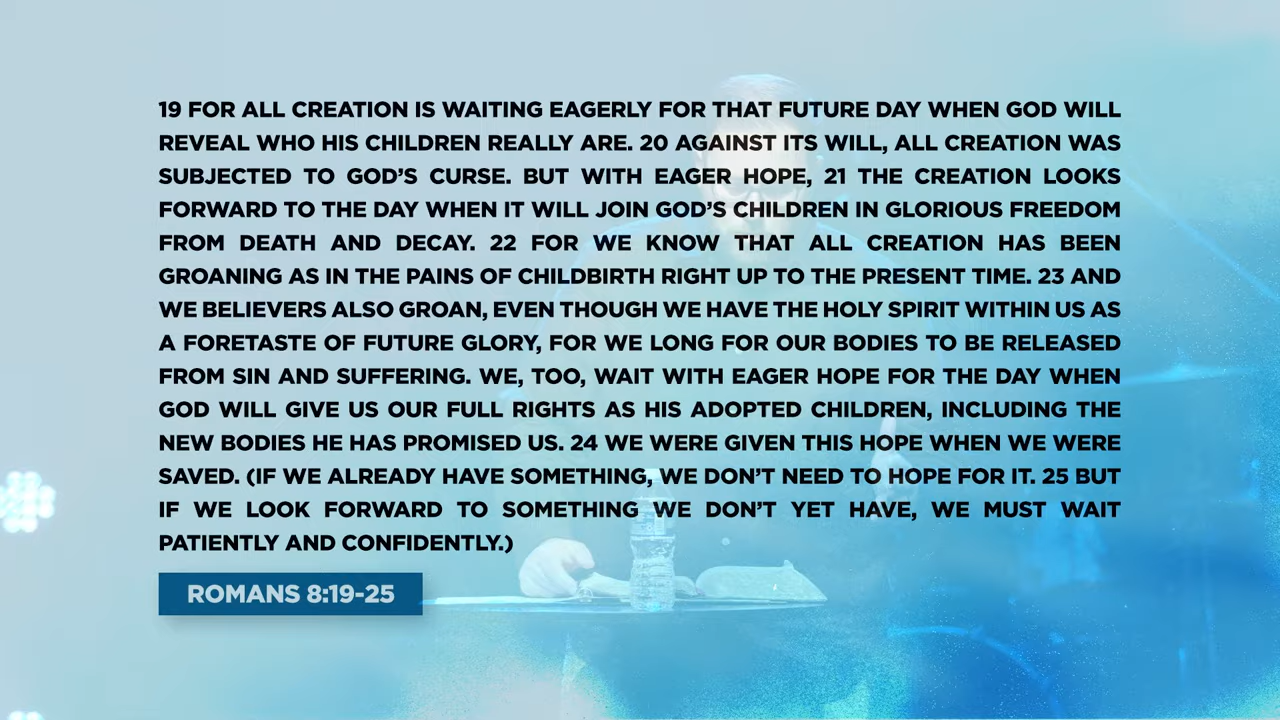 19 FOR ALL CREATION IS WAITING EAGERLY FOR THAT FUTURE DAY WHEN GOD WILL
REVEAL WHO HIS CHILDREN REALLY ARE. 20 AGAINST ITS WILL, ALL CREATION WAS
SUBJECTED TO GOD’S CURSE. BUT WITH EAGER HOPE, 21 THE CREATION LOOKS
FORWARD TO THE DAY WHEN IT WILL JOIN GOD’S CHILDREN IN GLORIOUS FREEDOM
FROM DEATH AND DECAY. 22 FOR WE KNOW THAT ALL CREATION HAS BEEN
GROANING AS IN THE PAINS OF CHILDBIRTH RIGHT UP TO THE PRESENT TIME. 23 AND
WE BELIEVERS ALSO GROAN, EVEN THOUGH WE HAVE THE HOLY SPIRIT WITHIN US AS
A FORETASTE OF FUTURE GLORY, FOR WE LONG FOR OUR BODIES TO BE RELEASED
FROM SIN AND SUFFERING. WE, TOO, WAIT WITH EAGER HOPE FOR THE DAY WHEN
GOD WILL GIVE US OUR FULL RIGHTS AS HIS ADOPTED CHILDREN, INCLUDING THE
NEW BODIES HE HAS PROMISED US. 24 WE WERE GIVEN THIS HOPE WHEN WE WERE
SAVED. (IF WE ALREADY HAVE SOMETHING, WE DON’T NEED TO HOPE FOR IT. 25 BUT
IF WE LOOK FORWARD TO SOMETHING WE DON’T YET HAVE, WE MUST WAIT
PATIENTLY AND CONFIDENTLY.)
ROMANS 8:19-25